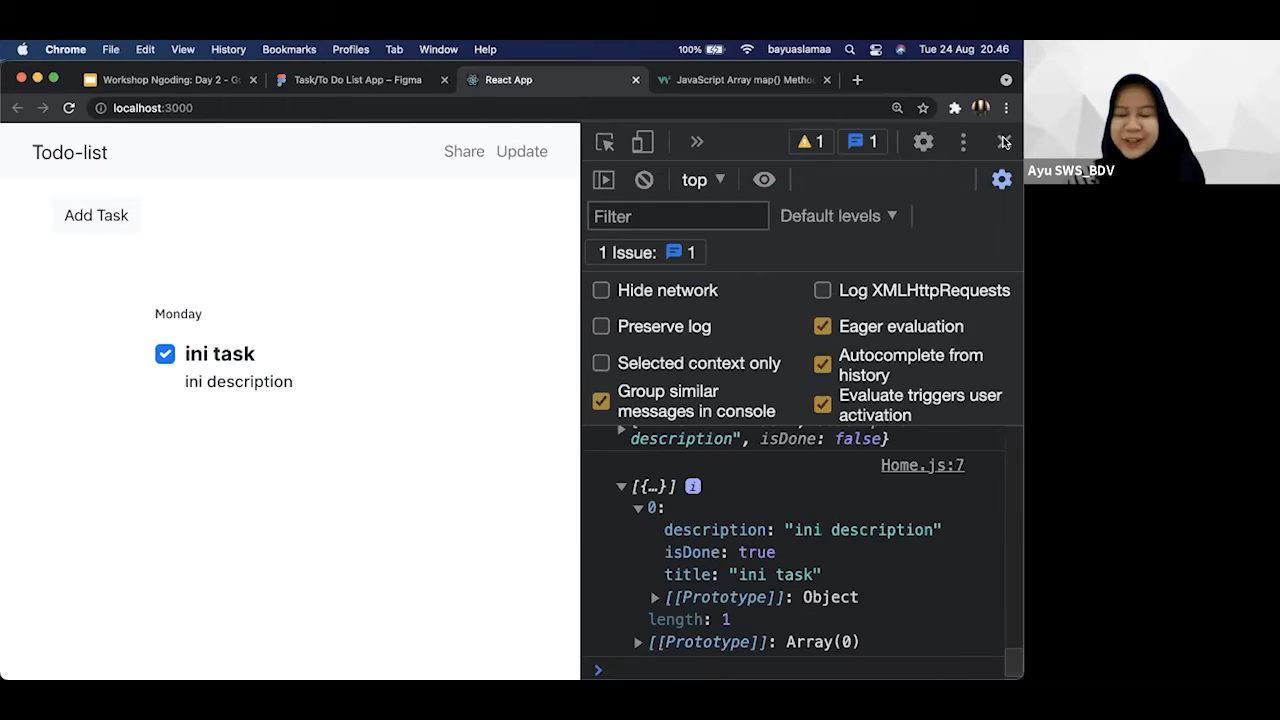 Chrome File Edit View History Bookmarks Profiles Tab Window Help 100% bayuaslamaa Tue 24 Aug 20.46
Workshop Ngoding: Day 2 - G
Task/To Do List App – Figma
React App
JavaScript Array map() Metho
localhost:3000
Todo-list
Share Update
Add Task
Monday
ini task
ini description
1 1
top
Filter
Default levels ▼
1 Issue: 1
Hide network
Log XMLHttpRequests
Preserve log
Eager evaluation
Selected context only
Autocomplete from
history
Group similar
messages in console
Evaluate triggers user
activation
description", isDone: false}
Home.js:7
[{…}] i
0:
description: "ini description"
isDone: true
title: "ini task"
[[Prototype]]: Object
length: 1
[[Prototype]]: Array(0)
>
Ayu SWS_BDV